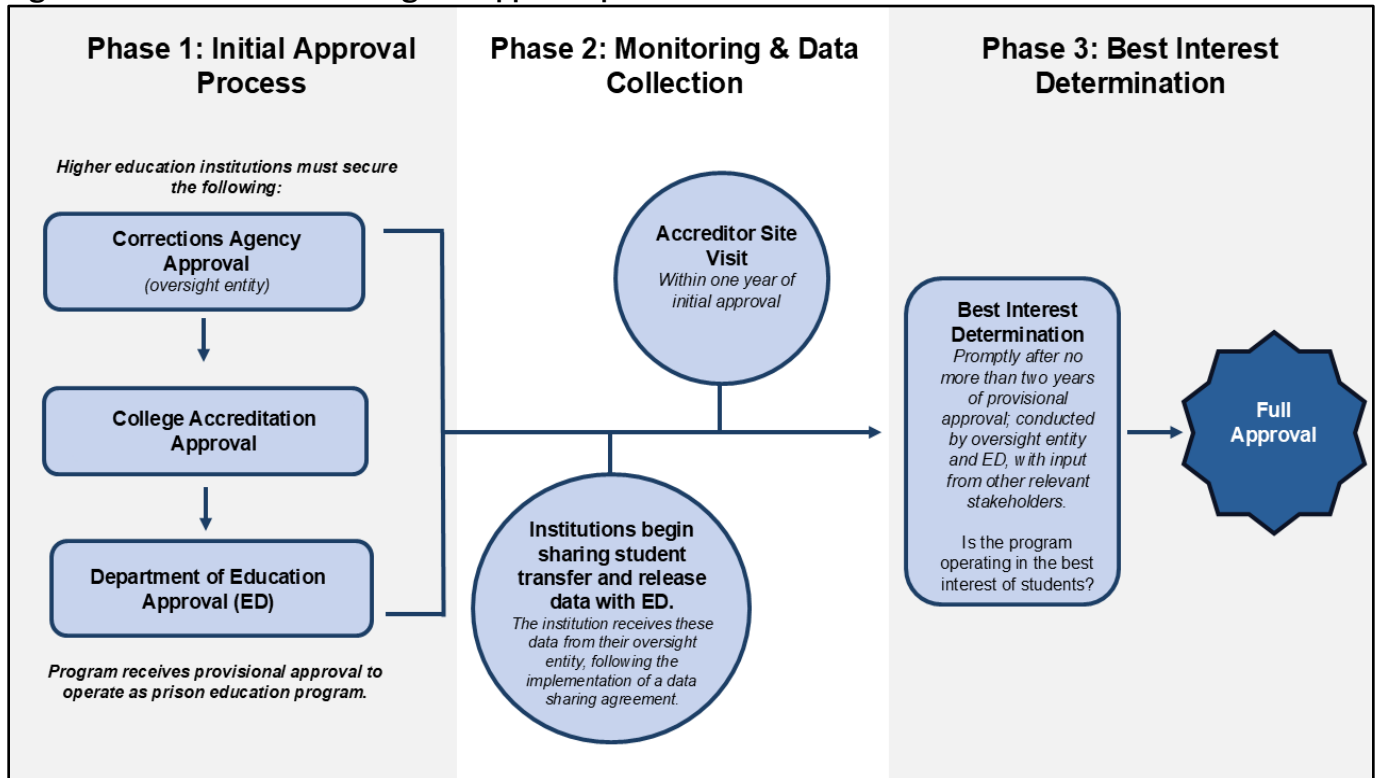 Phase 1: Initial Approval
Process
Higher education institutions must secure
the following:
Corrections Agency
Approval
(oversight entity)
College Accreditation
Approval
Department of Education
Approval (ED)
Program receives provisional approval to
operate as prison education program.
Phase 2: Monitoring & Data
Collection
Accreditor Site
Visit
Within one year of
initial approval
Institutions begin
sharing student
transfer and release
data with ED.
The institution receives these
data from their oversight
entity, following the
implementation of a data
sharing agreement.
Phase 3: Best Interest
Determination
Best Interest
Determination
Promptly after no
more than two years
of provisional
approval; conducted
by oversight entity
and ED, with input
from other relevant
stakeholders.
Is the program
operating in the best
interest of students?
Full
Approval